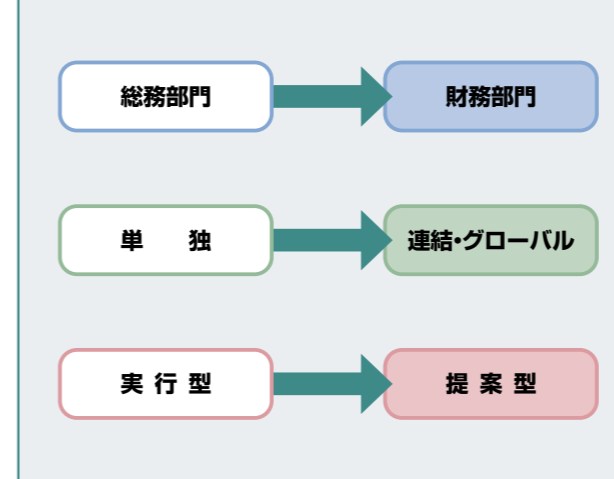 総務部門
財務部門
単　独
連結・グローバル
実行型
提案型